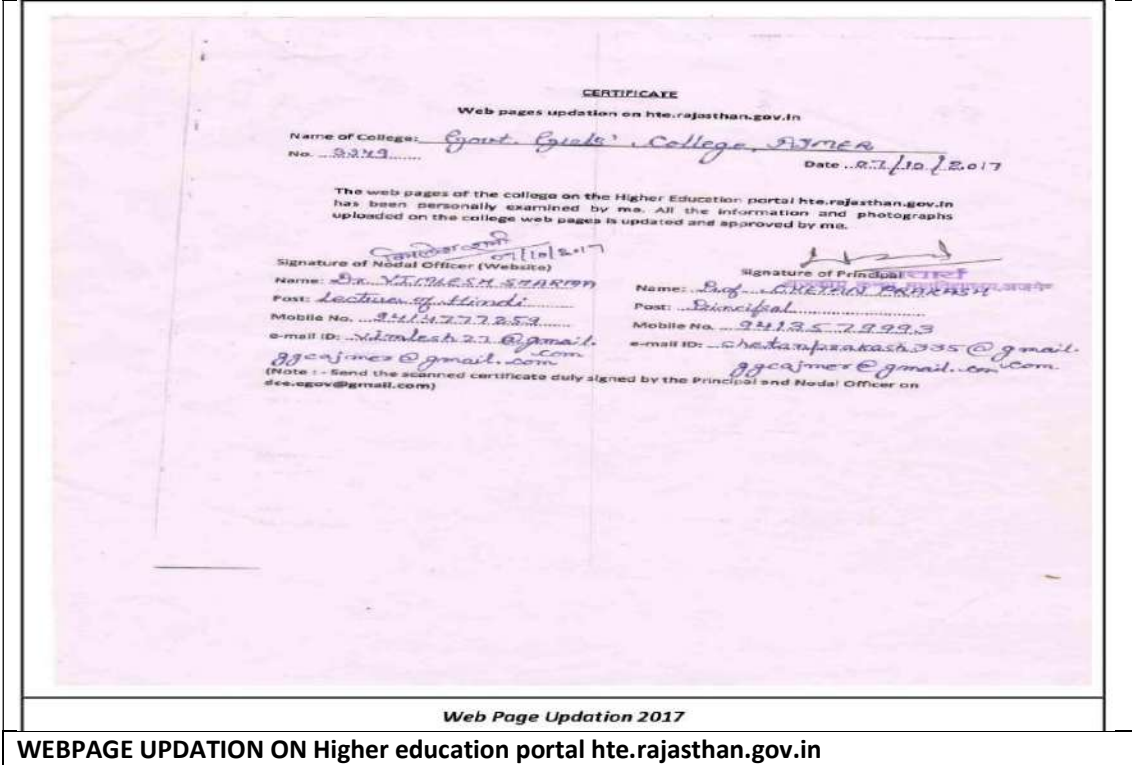 CERTIFICATE
Web pages updation on hte.rajasthan.gov.in
Name of College: Govt. Girls' College, AJMER
No. 3349
Date 27/10/2017
The web pages of the college on the Higher Education portal hte.rajasthan.gov.in
has been personally examined by me. All the information and photographs
uploaded on the college web pages is updated and approved by me.
Signature of Nodal Officer (Website)
Name: Dr. VIMLESH SHARMA
Post: Lecturer of Hindi
Mobile No. 9414777259
e-mail ID: vimlesh27@gmail.
com
ggcajmer@gmail.com
Signature of Principal
Name: Prof. CHETAN PRAKASH
Post: Principal
Mobile No. 9413579993
e-mail ID: chetanprakash335@gmail.
com
ggcajmer@gmail.com
(Note : - Send the scanned certificate duly signed by the Principal and Nodal Officer on
dce.egov@gmail.com)
Web Page Updation 2017
WEBPAGE UPDATION ON Higher education portal hte.rajasthan.gov.in